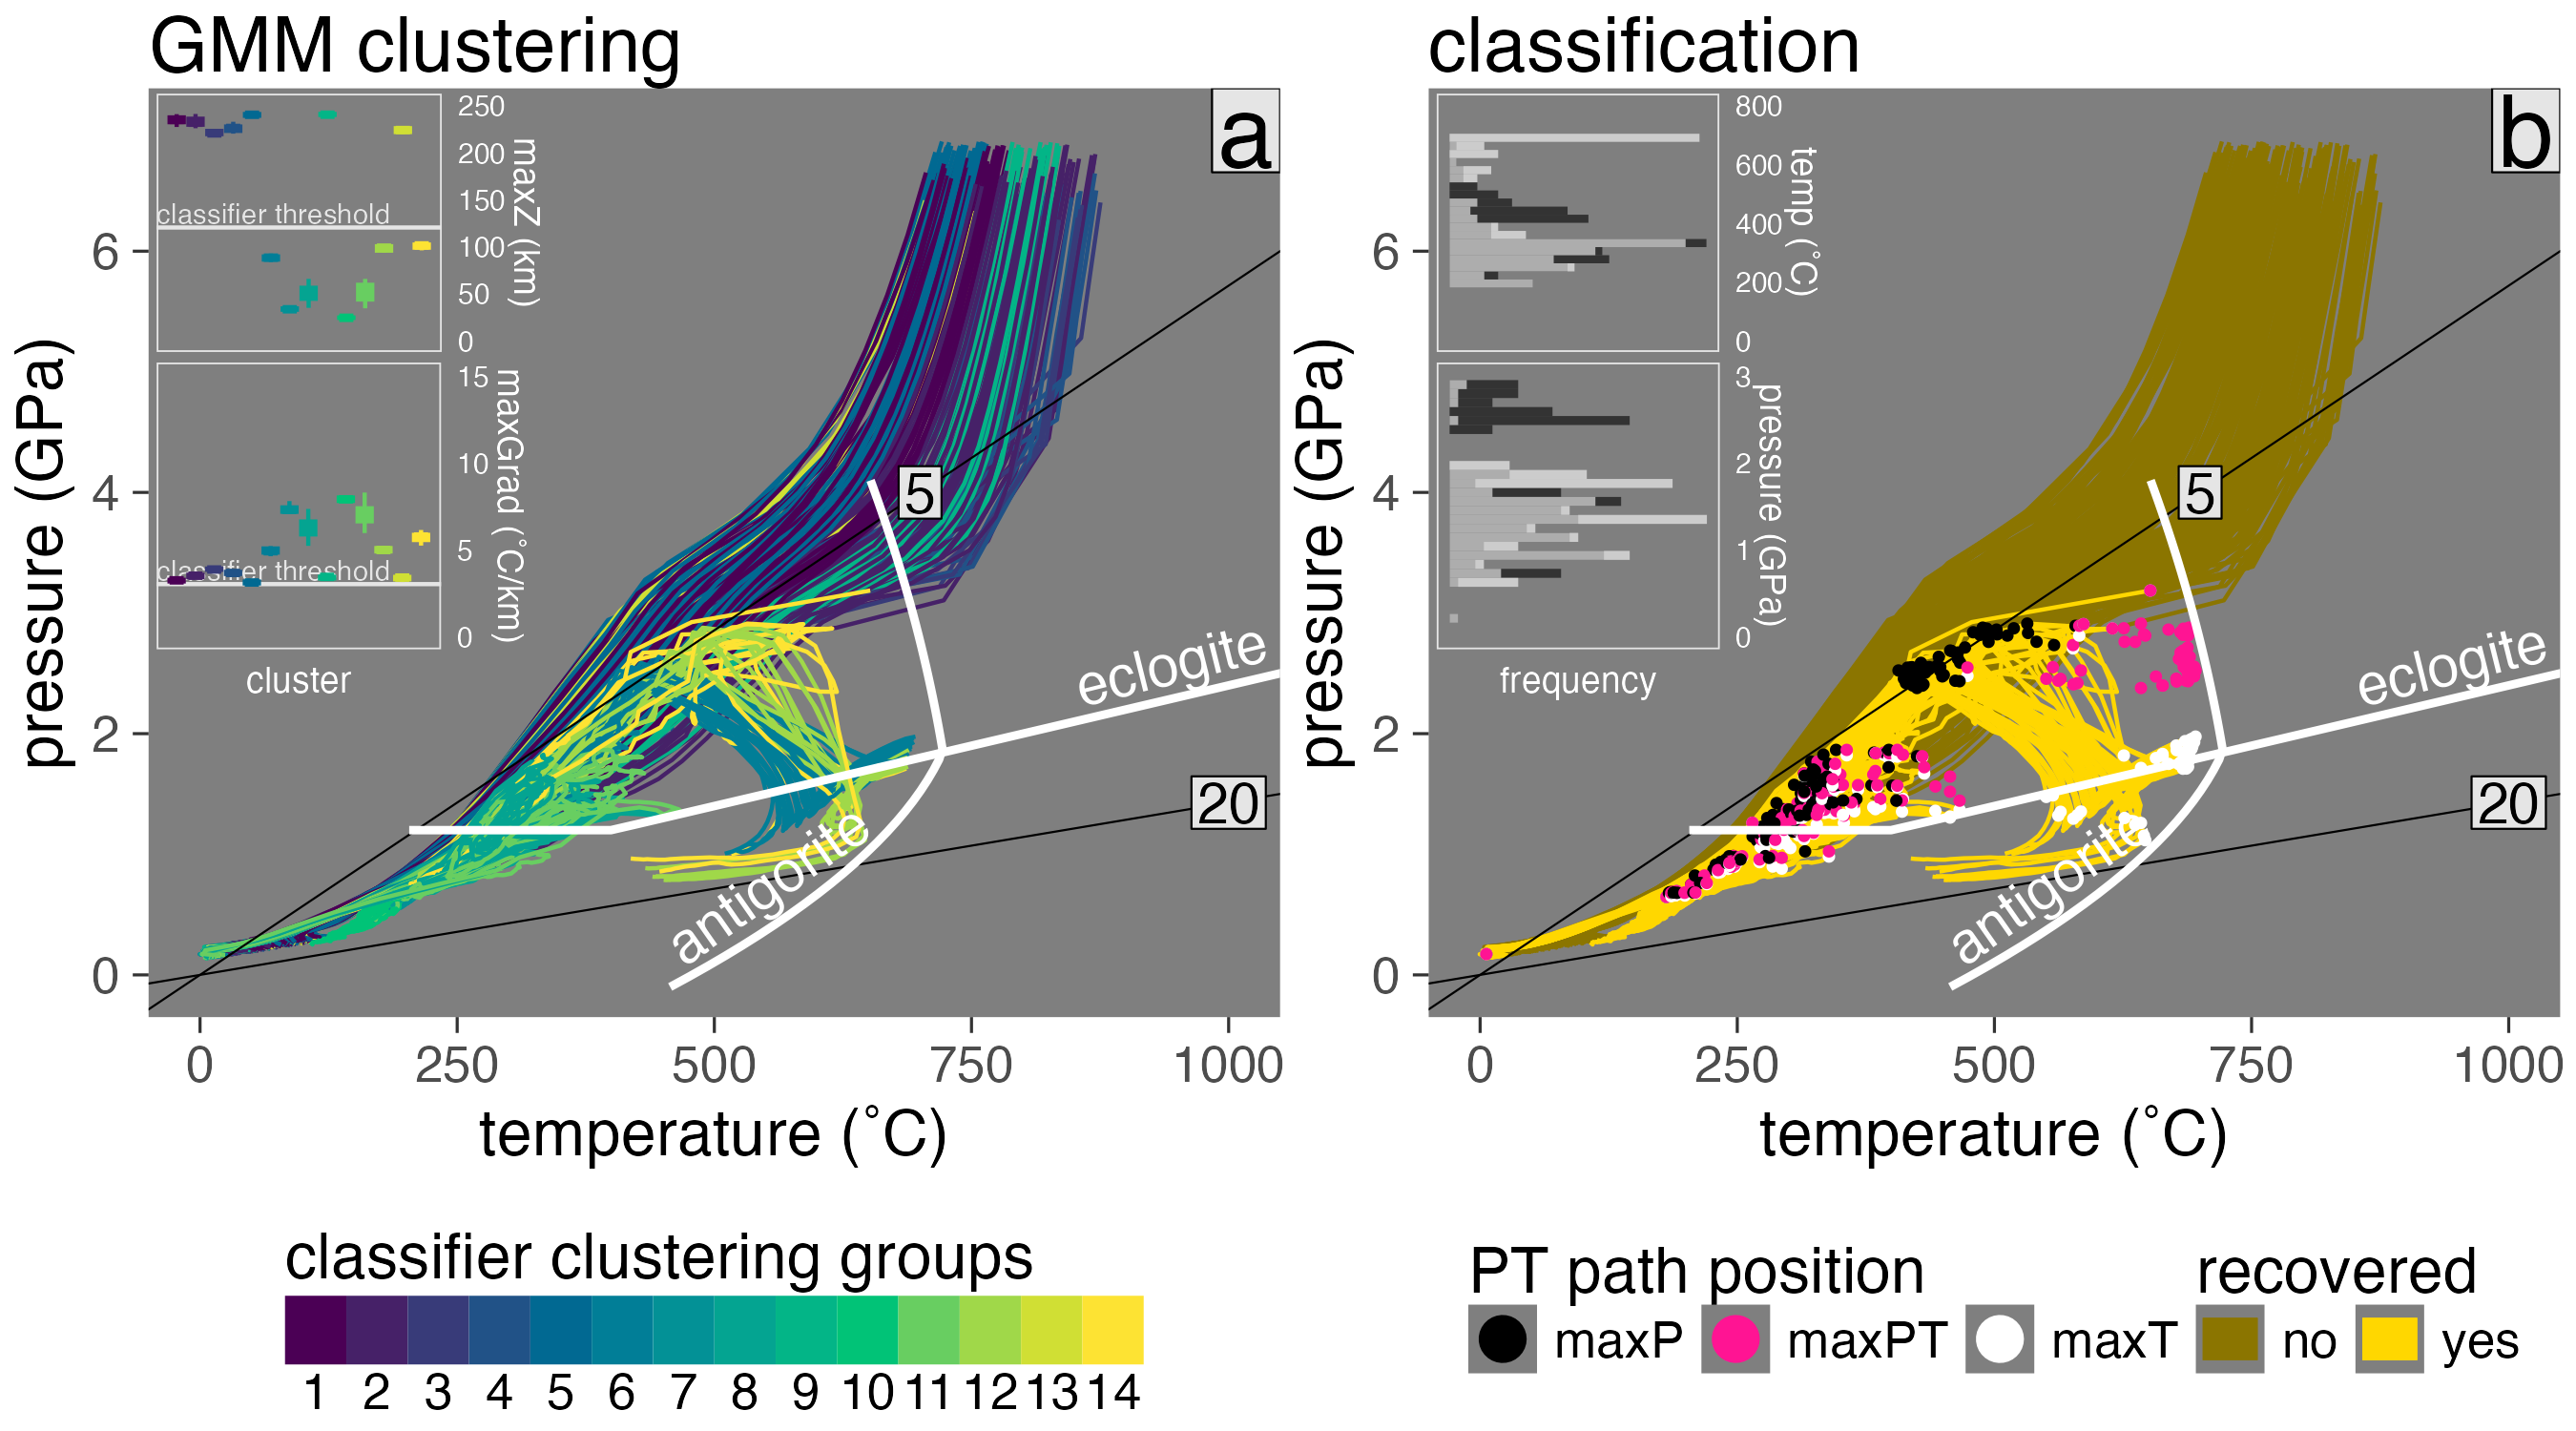 GMM clustering
a
250
200
150
100
50
0
maxZ (km)
classifier threshold
15
10
5
0
maxGrad (˚C/km)
classifier threshold
cluster
5
20
eclogite
antigorite
6
4
2
0
pressure (GPa)
0
250
500
750
1000
temperature (˚C)
classifier clustering groups
1 2 3 4 5 6 7 8 9 10 11 12 13 14
classification
b
800
600
400
200
0
temp (˚C)
3
2
1
0
pressure (GPa)
frequency
5
20
eclogite
antigorite
6
4
2
0
pressure (GPa)
0
250
500
750
1000
temperature (˚C)
PT path position
maxP
maxPT
maxT
recovered
no
yes